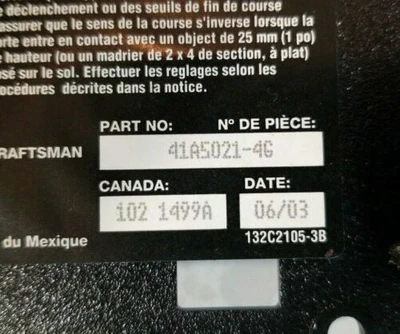 déclenchement ou des seuils de fin de course
assurer que le sens de la course s'inverse lorsque la
orte entre en contact avec un object de 25 mm (1 po)
hauteur (ou un madrier de 2 x 4 de section, à plat)
osé sur le sol. Effectuer les reglages selon les
océdures décrites dans la notice.
PART NO: Nº DE PIÈCE:
RAFTSMAN 41A5021-4G
CANADA: DATE:
102 1499A 06/03
du Mexique 132C2105-3B